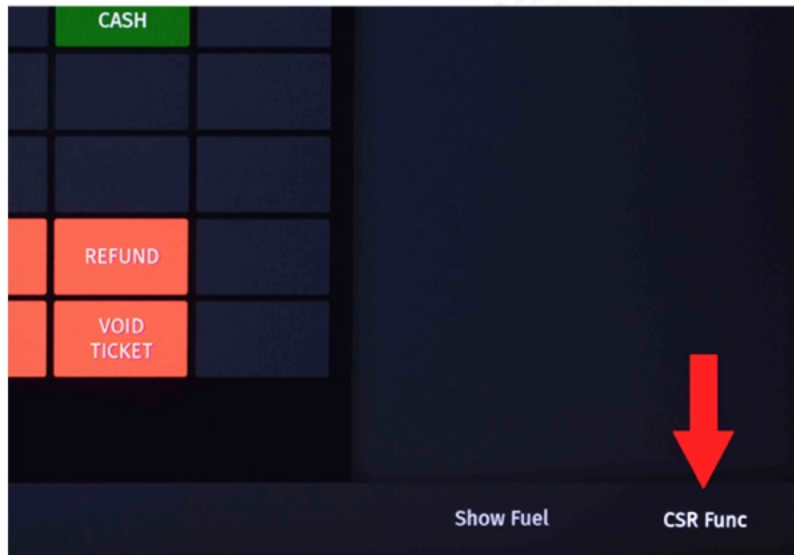 CASH
REFUND
VOID
TICKET
Show Fuel
CSR Func